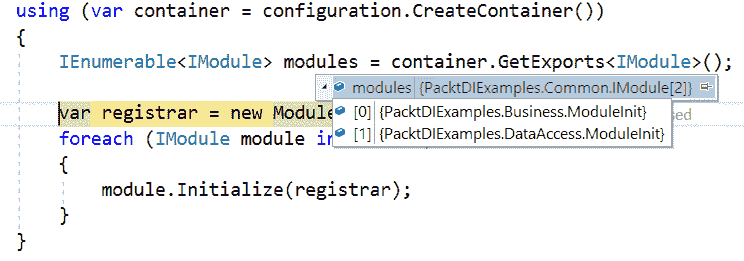 using (var container = configuration.CreateContainer())
{
IEnumerable<IModule> modules = container.GetExports<IModule>();
modules {PacktDIExamples.Common.IModule[2]}
var registrar = new Module
[0] {PacktDIExamples.Business.ModuleInit}
foreach (IModule module in
[1] {PacktDIExamples.DataAccess.ModuleInit}
{
module.Initialize(registrar);
}
}